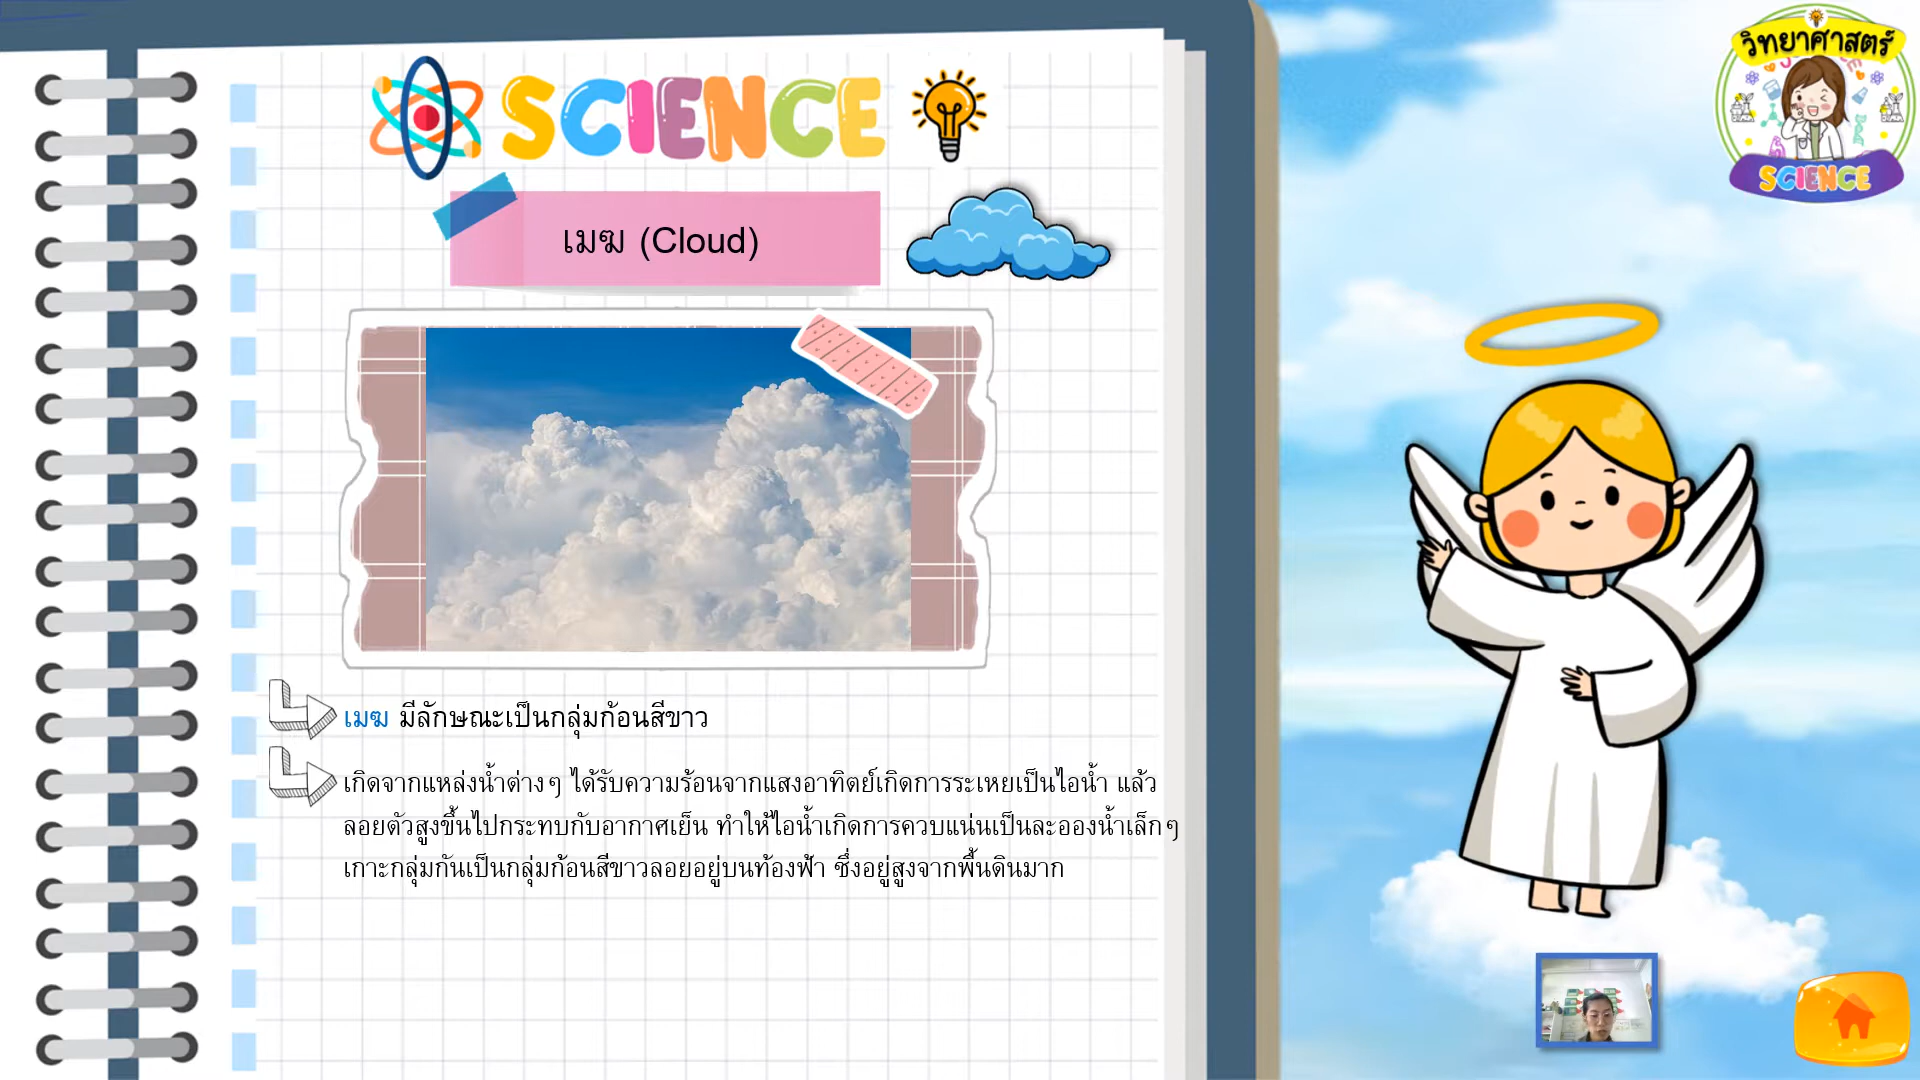 SCIENCE
วิทยาศาสตร์
SCIENCE
เมฆ (Cloud)
เมฆ มีลักษณะเป็นกลุ่มก้อนสีขาว
เกิดจากแหล่งน้ำต่างๆ ได้รับความร้อนจากแสงอาทิตย์เกิดการระเหยเป็นไอน้ำ แล้ว
ลอยตัวสูงขึ้นไปกระทบกับอากาศเย็น ทำให้ไอน้ำเกิดการควบแน่นเป็นละอองน้ำเล็กๆ
เกาะกลุ่มกันเป็นกลุ่มก้อนสีขาวลอยอยู่บนท้องฟ้า ซึ่งอยู่สูงจากพื้นดินมาก